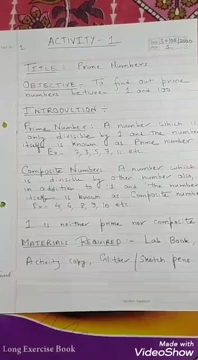 ACTIVITY - 1
TITLE: Prime Numbers
OBJECTIVE: To find out prime
numbers between 1 and 100
INTRODUCTION :-
Prime Number: A number which is
only divisible by 1 and the number
itself is known as Prime number
Ex - 2, 3, 5, 7, 11 etc.
Composite Numbers: A number which
is divisible by other number also,
in addition to 1 and the number
itself is known as Composite number
Ex - 4, 6, 8, 9, 10 etc
1 is neither prime nor composite
MATERIALS REQUIRED - Lab Book,
Activity copy, Glitter / Sketch pens
Long Exercise Book
Made with
VideoShow